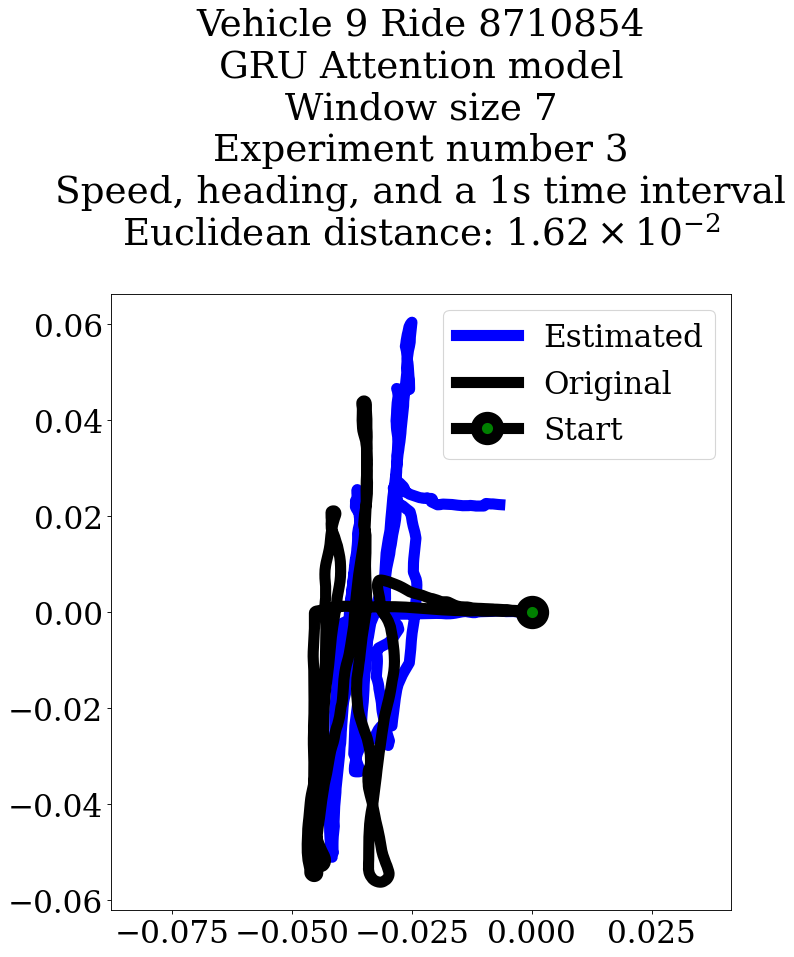 Vehicle 9 Ride 8710854
GRU Attention model
Window size 7
Experiment number 3
Speed, heading, and a 1s time interval
Euclidean distance: 1.62 × 10⁻²
Estimated
Original
Start
0.06
0.04
0.02
0.00
−0.02
−0.04
−0.06
−0.075 −0.050 −0.025 0.000 0.025